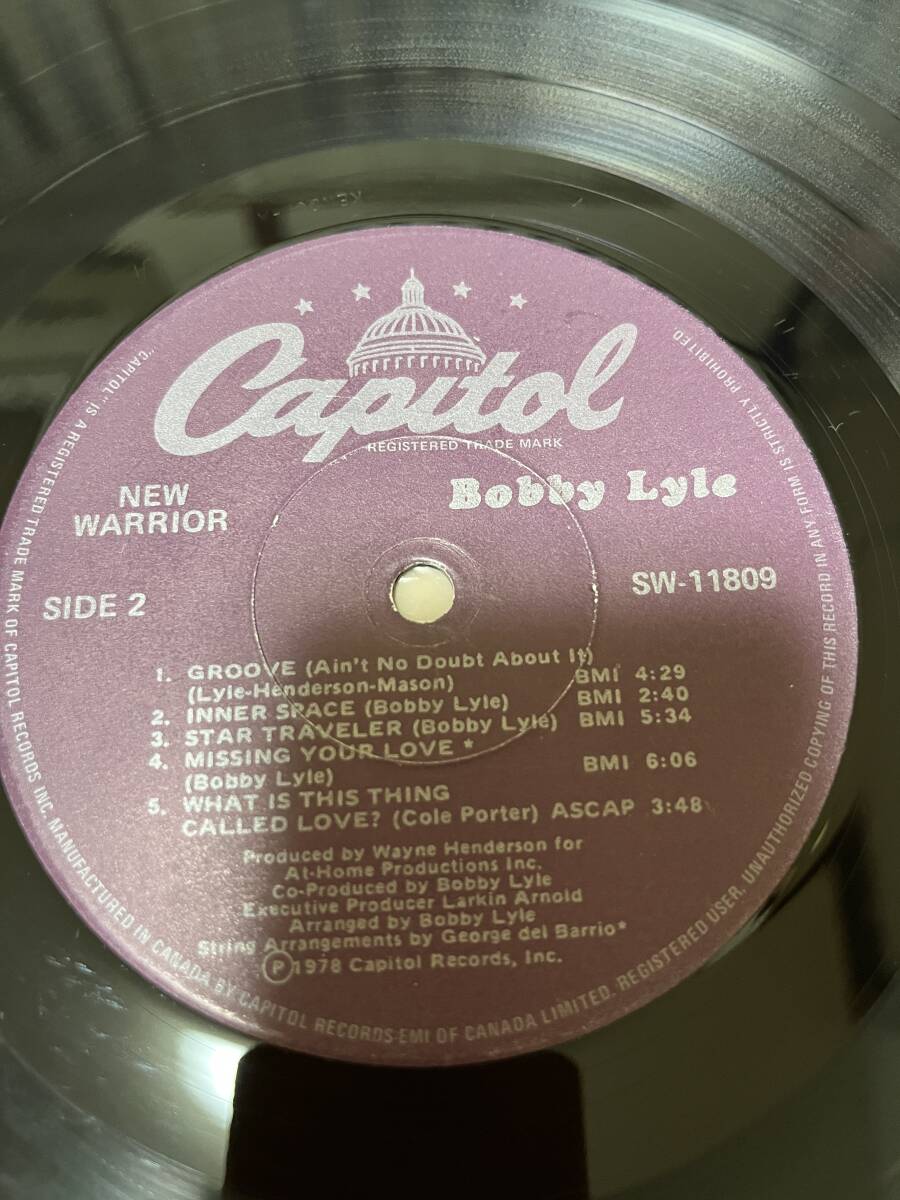 Capitol
REGISTERED TRADE MARK
NEW
WARRIOR
Bobby Lyle
SIDE 2
SW-11809
1. GROOVE (Ain't No Doubt About It)
(Lyle-Henderson-Mason) BMI 4:29
2. INNER SPACE (Bobby Lyle) BMI 2:40
3. STAR TRAVELER (Bobby Lyle) BMI 5:34
4. MISSING YOUR LOVE *
(Bobby Lyle) BMI 6:06
5. WHAT IS THIS THING
CALLED LOVE? (Cole Porter) ASCAP 3:48
Produced by Wayne Henderson for
At-Home Productions Inc.
Co-Produced by Bobby Lyle
Executive Producer Larkin Arnold
Arranged by Bobby Lyle
String Arrangements by George del Barrio*
Ⓟ1978 Capitol Records, Inc.
"CAPITOL" IS A REGISTERED TRADE MARK OF CAPITOL RECORDS INC. MANUFACTURED IN CANADA BY CAPITOL RECORDS-EMI OF CANADA LIMITED. REGISTERED USER. UNAUTHORIZED COPYING OF THIS RECORD IN ANY FORM IS STRICTLY PROHIBITED